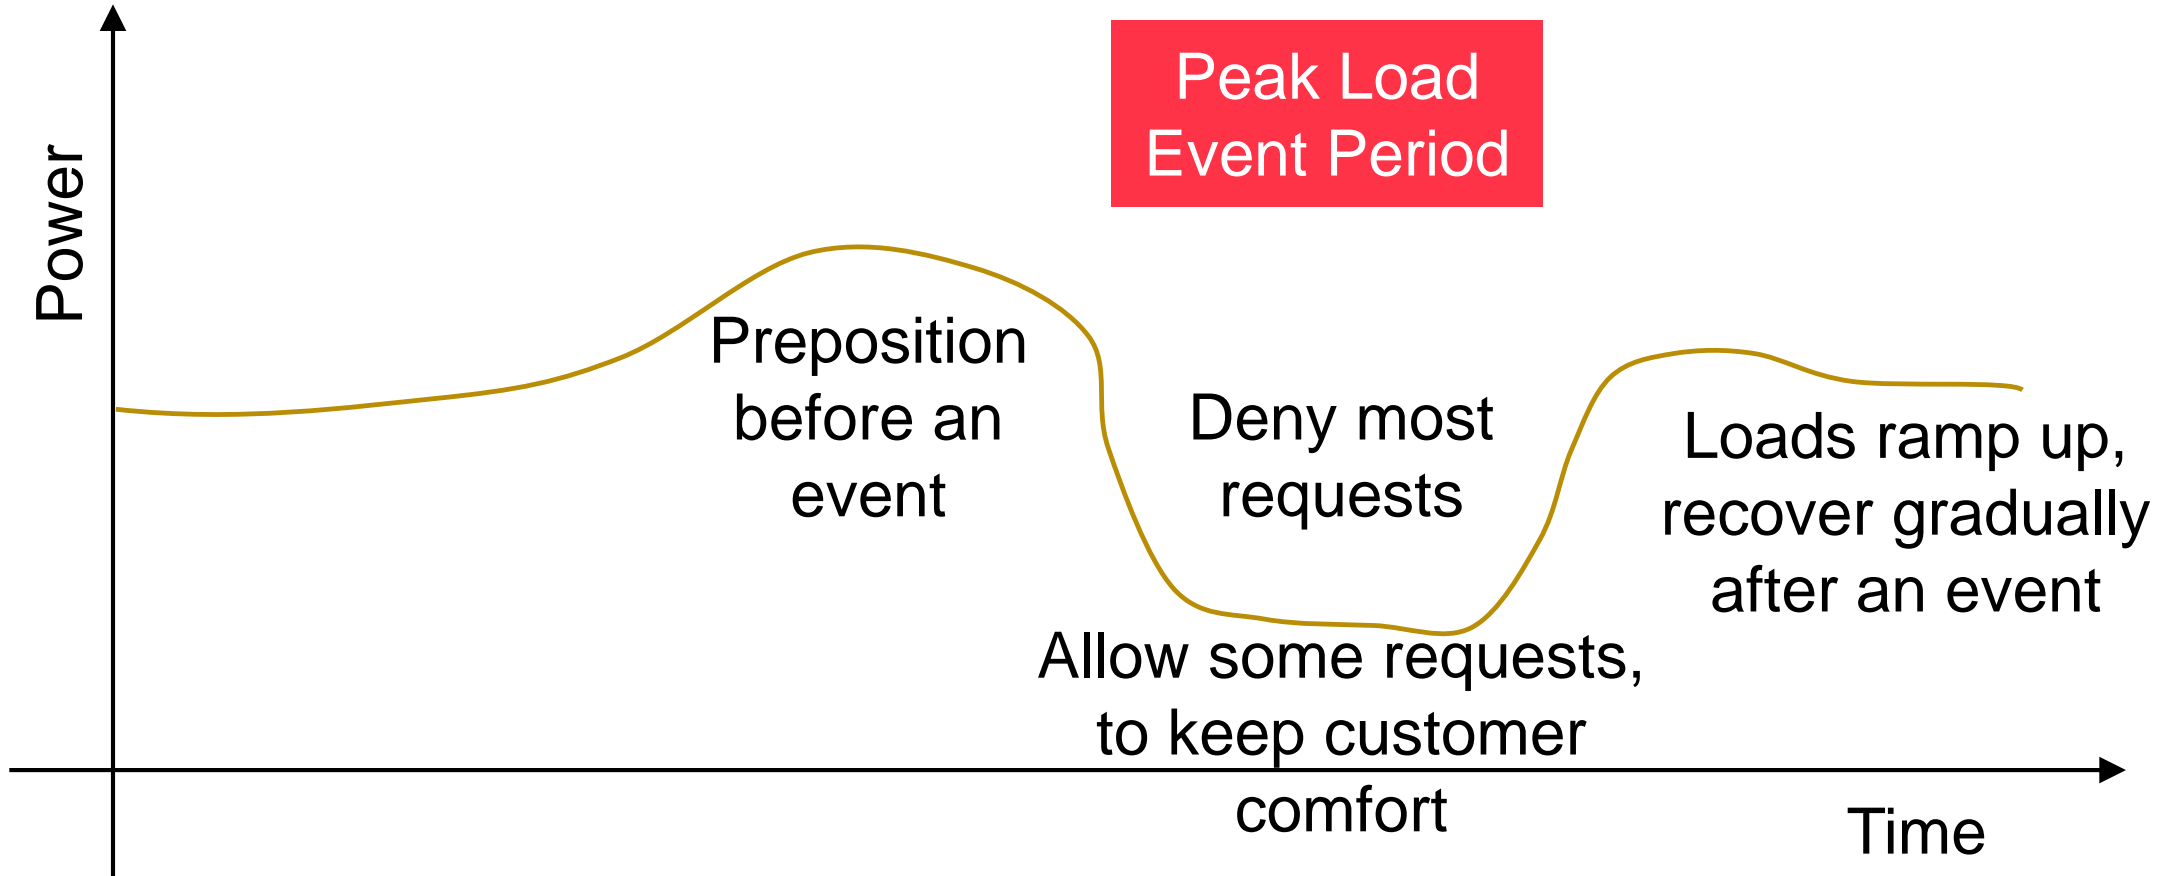 Peak Load
Event Period
Power
Preposition
before an
event
Deny most
requests
Allow some requests,
to keep customer
comfort
Loads ramp up,
recover gradually
after an event
Time